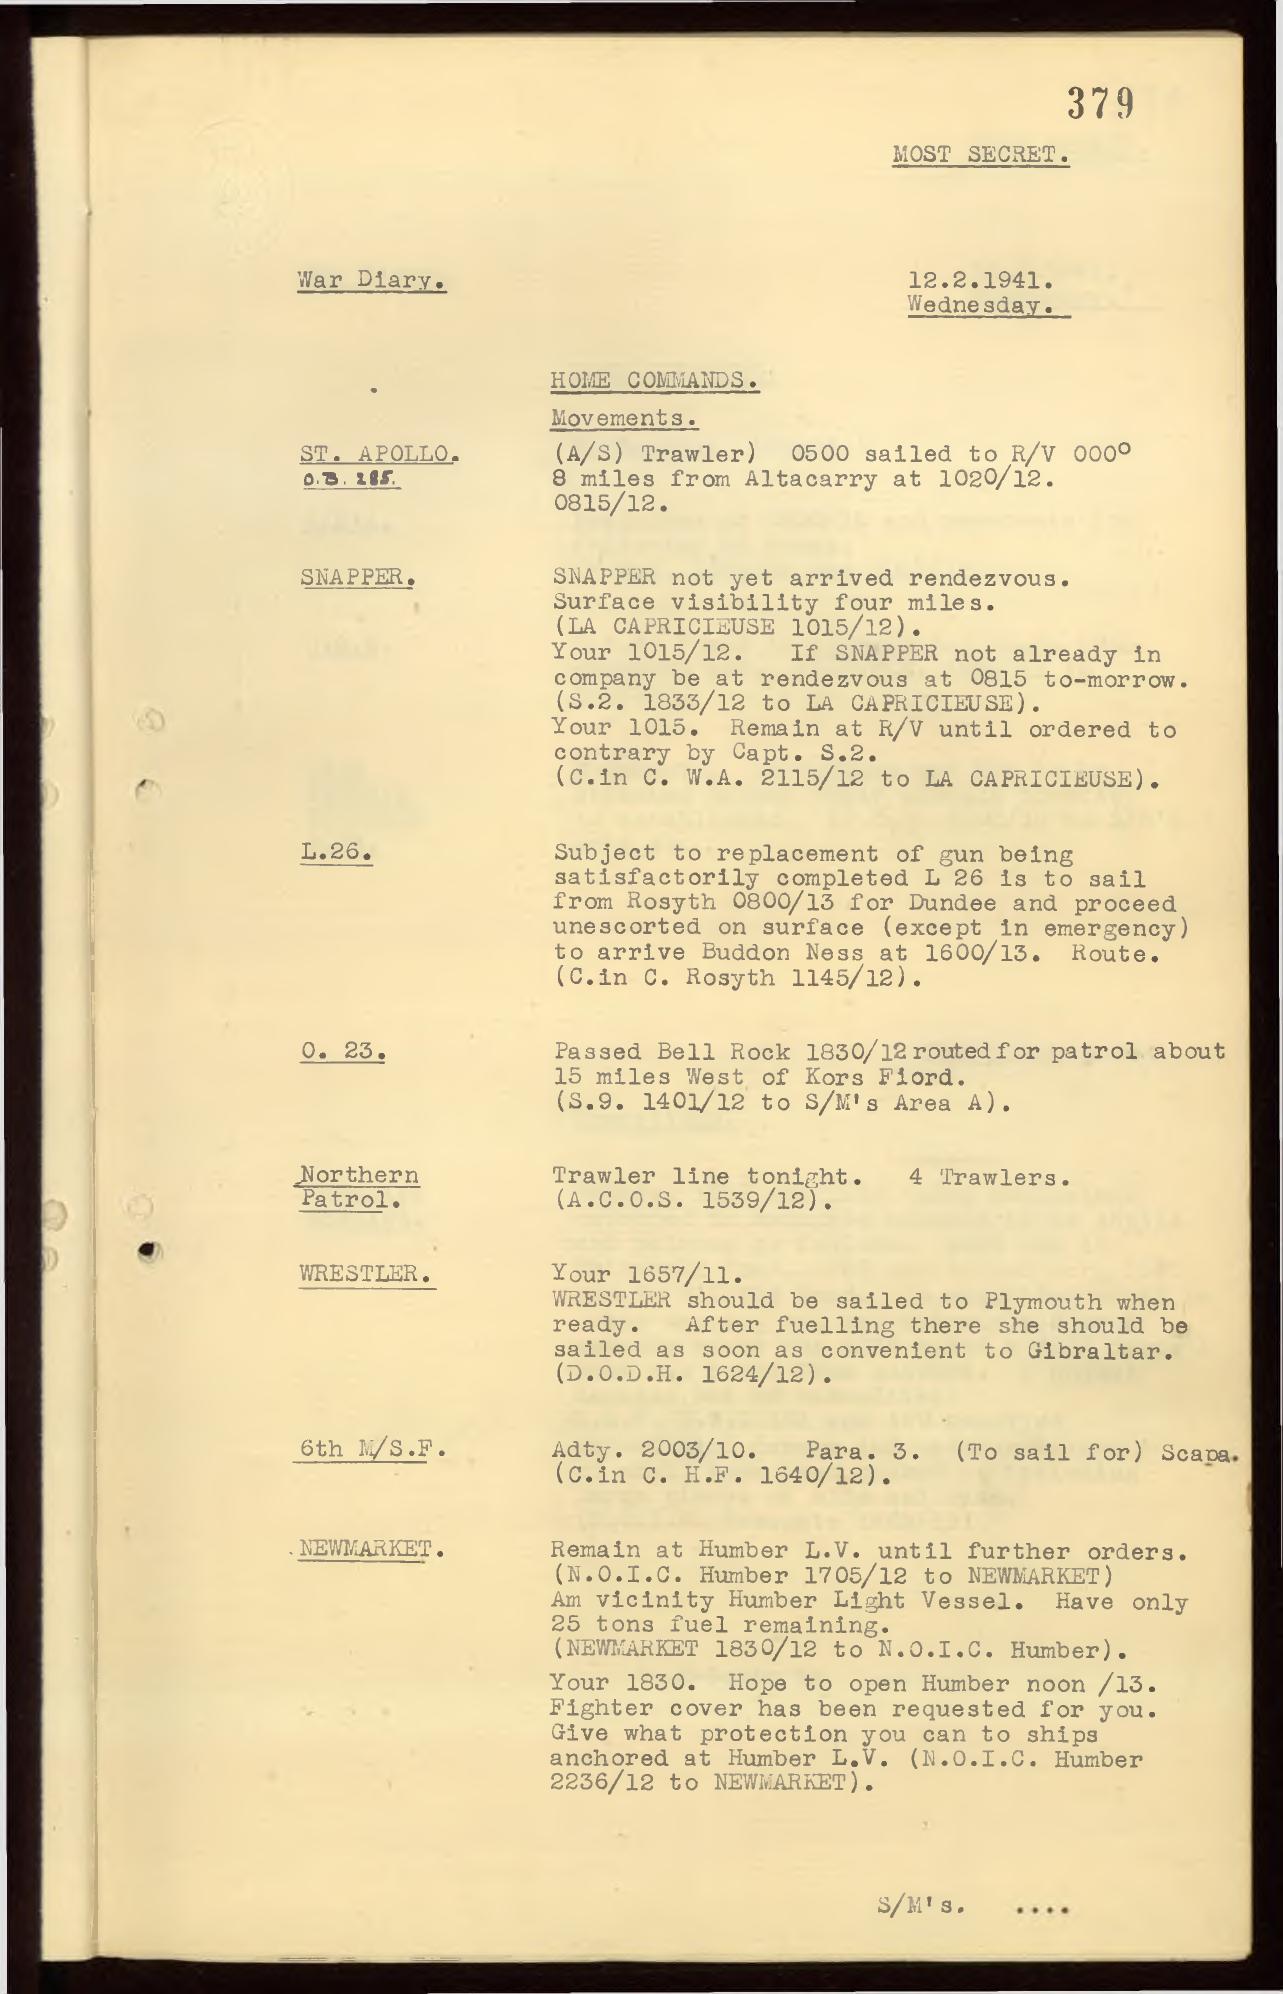 379
MOST SECRET.
War Diary.
12.2.1941.
Wednesday.
HOME COMMANDS.
Movements.
ST. APOLLO.
O.B. 285.
(A/S) Trawler) 0500 sailed to R/V 000°
8 miles from Altacarry at 1020/12.
0815/12.
SNAPPER.
SNAPPER not yet arrived rendezvous.
Surface visibility four miles.
(LA CAPRICIEUSE 1015/12).
Your 1015/12. If SNAPPER not already in
company be at rendezvous at 0815 to-morrow.
(S.2. 1833/12 to LA CAPRICIEUSE).
Your 1015. Remain at R/V until ordered to
contrary by Capt. S.2.
(C.in C. W.A. 2115/12 to LA CAPRICIEUSE).
L.26.
Subject to replacement of gun being
satisfactorily completed L 26 is to sail
from Rosyth 0800/13 for Dundee and proceed
unescorted on surface (except in emergency)
to arrive Buddon Ness at 1600/13. Route.
(C.in C. Rosyth 1145/12).
O. 23.
Passed Bell Rock 1830/12 routed for patrol about
15 miles West of Kors Fiord.
(S.9. 1401/12 to S/M's Area A).
Northern
Patrol.
Trawler line tonight. 4 Trawlers.
(A.C.O.S. 1539/12).
WRESTLER.
Your 1657/11.
WRESTLER should be sailed to Plymouth when
ready. After fuelling there she should be
sailed as soon as convenient to Gibraltar.
(D.O.D.H. 1624/12).
6th M/S.F.
Adty. 2003/10. Para. 3. (To sail for) Scapa.
(C.in C. H.F. 1640/12).
NEWMARKET.
Remain at Humber L.V. until further orders.
(N.O.I.C. Humber 1705/12 to NEWMARKET)
Am vicinity Humber Light Vessel. Have only
25 tons fuel remaining.
(NEWMARKET 1830/12 to N.O.I.C. Humber).
Your 1830. Hope to open Humber noon /13.
Fighter cover has been requested for you.
Give what protection you can to ships
anchored at Humber L.V. (N.O.I.C. Humber
2236/12 to NEWMARKET).
S/M's. ....